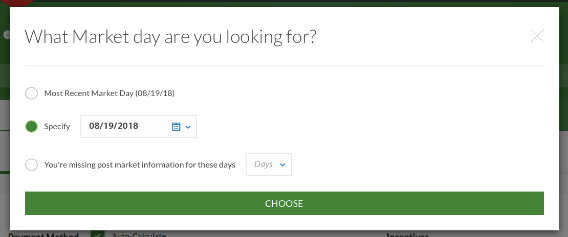 What Market day are you looking for?
Most Recent Market Day (08/19/18)
Specify 08/19/2018
You're missing post market information for these days Days
CHOOSE
Payment Method Auto-Calculate Incentives